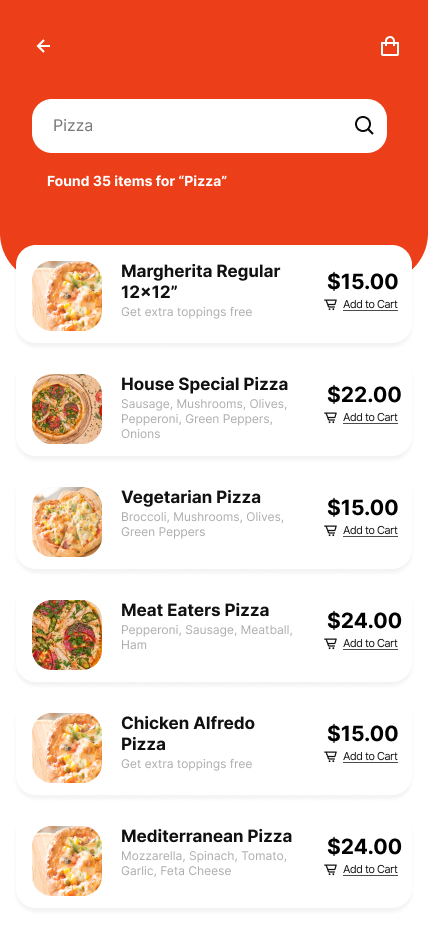 Pizza
Found 35 items for “Pizza”
Margherita Regular
12x12”
Get extra toppings free
$15.00
Add to Cart
House Special Pizza
Sausage, Mushrooms, Olives,
Pepperoni, Green Peppers,
Onions
$22.00
Add to Cart
Vegetarian Pizza
Broccoli, Mushrooms, Olives,
Green Peppers
$15.00
Add to Cart
Meat Eaters Pizza
Pepperoni, Sausage, Meatball,
Ham
$24.00
Add to Cart
Chicken Alfredo
Pizza
Get extra toppings free
$15.00
Add to Cart
Mediterranean Pizza
Mozzarella, Spinach, Tomato,
Garlic, Feta Cheese
$24.00
Add to Cart